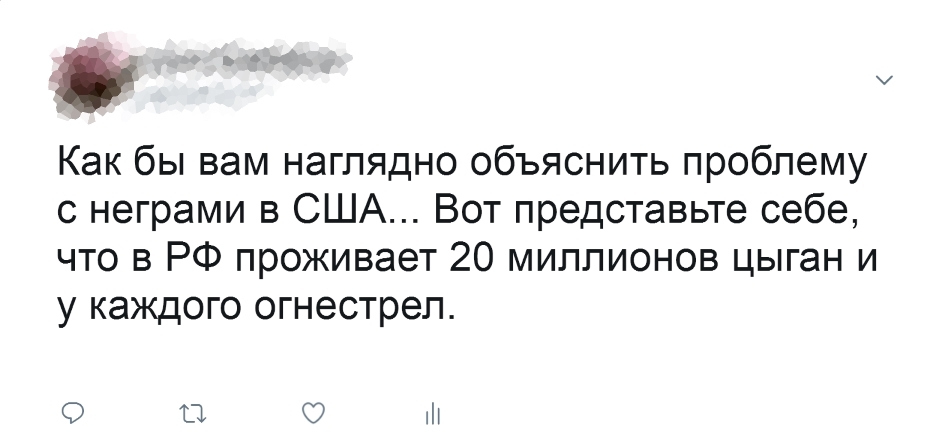 Как бы вам наглядно объяснить проблему
с неграми в США... Вот представьте себе,
что в РФ проживает 20 миллионов цыган и
у каждого огнестрел.